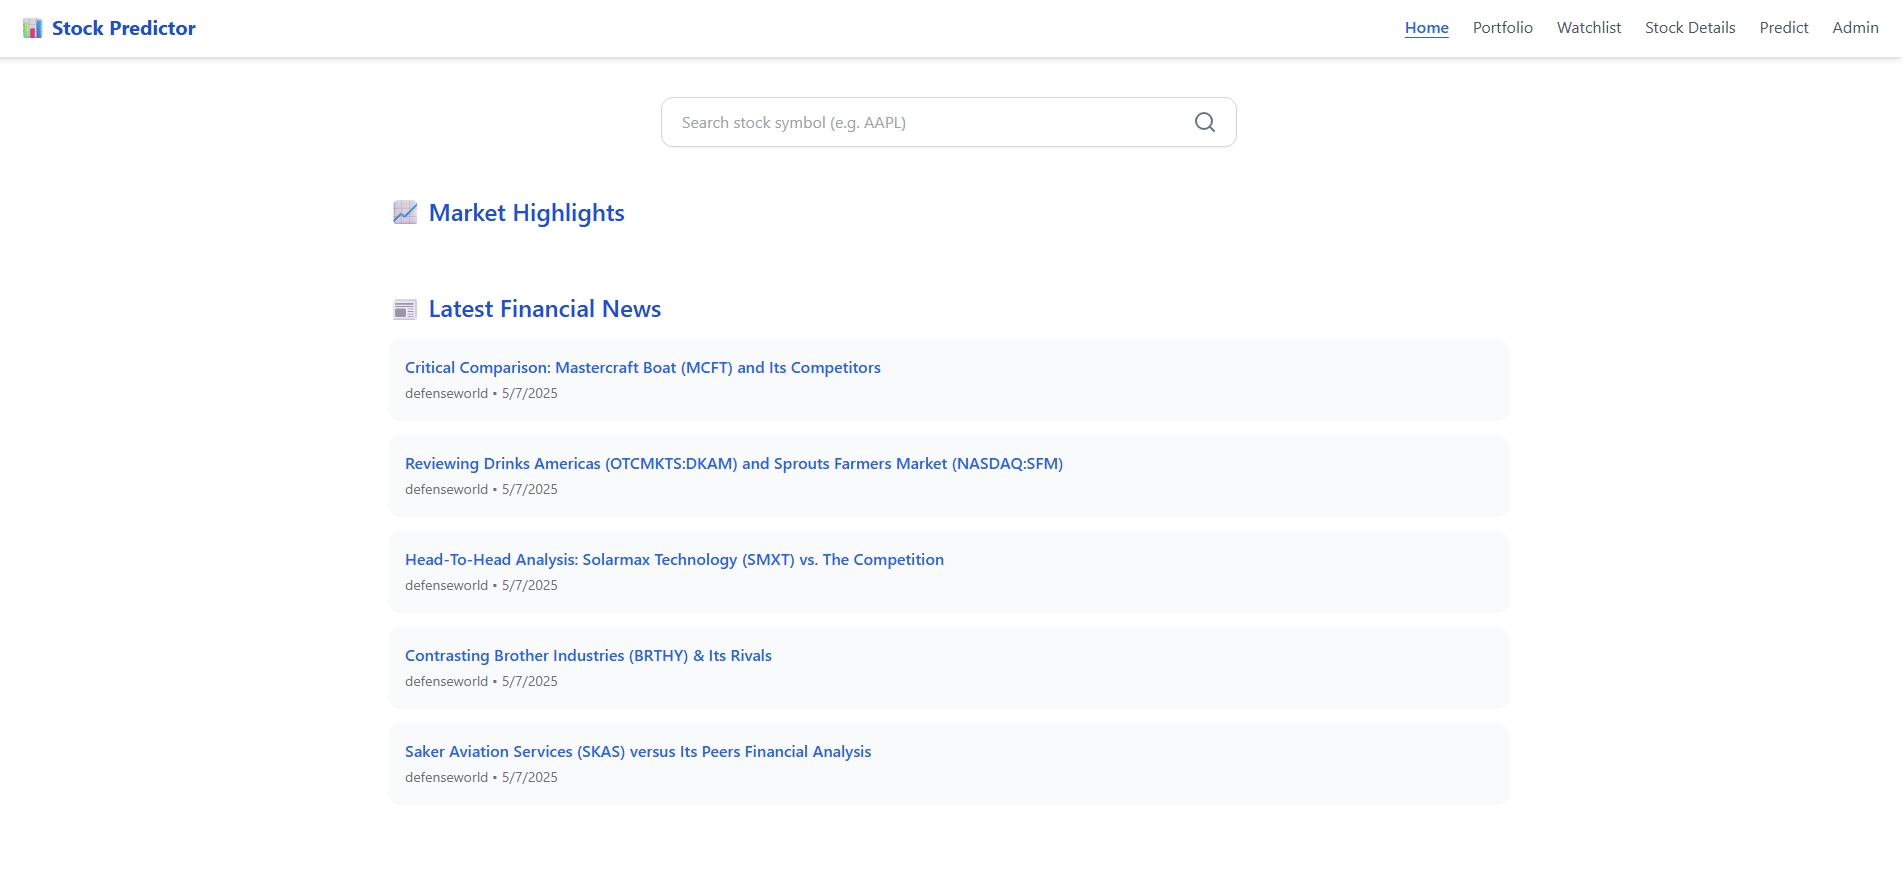 Stock Predictor
Home Portfolio Watchlist Stock Details Predict Admin
Search stock symbol (e.g. AAPL)
Market Highlights
Latest Financial News
Critical Comparison: Mastercraft Boat (MCFT) and Its Competitors
defenseworld • 5/7/2025
Reviewing Drinks Americas (OTCMKTS:DKAM) and Sprouts Farmers Market (NASDAQ:SFM)
defenseworld • 5/7/2025
Head-To-Head Analysis: Solarmax Technology (SMXT) vs. The Competition
defenseworld • 5/7/2025
Contrasting Brother Industries (BRTHY) & Its Rivals
defenseworld • 5/7/2025
Saker Aviation Services (SKAS) versus Its Peers Financial Analysis
defenseworld • 5/7/2025